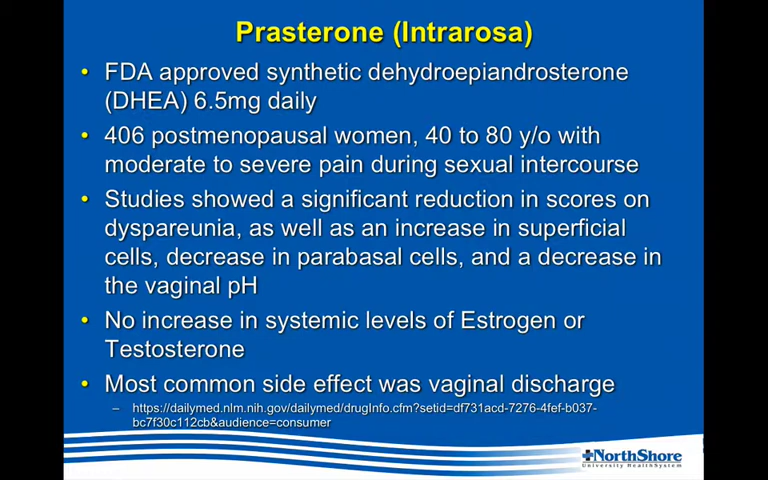 Prasterone (Intrarosa)
• FDA approved synthetic dehydroepiandrosterone
(DHEA) 6.5mg daily
• 406 postmenopausal women, 40 to 80 y/o with
moderate to severe pain during sexual intercourse
• Studies showed a significant reduction in scores on
dyspareunia, as well as an increase in superficial
cells, decrease in parabasal cells, and a decrease in
the vaginal pH
• No increase in systemic levels of Estrogen or
Testosterone
• Most common side effect was vaginal discharge
– https://dailymed.nlm.nih.gov/dailymed/drugInfo.cfm?setid=df731acd-7276-4fef-b037-
bc7f30c112cb&audience=consumer
NorthShore
University HealthSystem